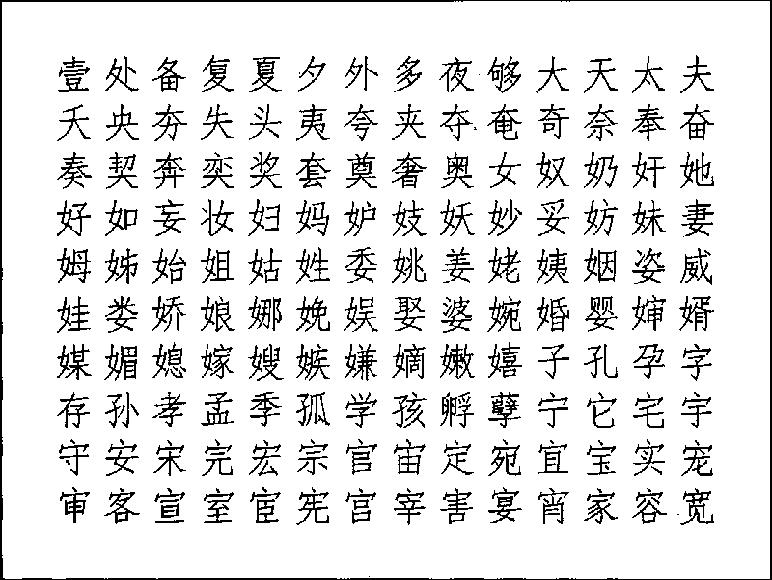 壹处备复夏夕外多夜够大天太夫
夭央夯失头夷夸夹夺奄奇奈奉奋
奏契奔奕奖套奠奢奥女奴奶奸她
好如妄妆妇妈妒妓妖妙妥妨妹妻
姆姊始姐姑姓委姚姜姥姨姻姿威
娃娄娇娘娜娩娱娶婆婉婚婴婶婿
媒媚媳嫁嫂嫉嫌嫡嫩嬉子孔孕字
存孙孝孟季孤学孩孵孽宁它宅宇
守安宋完宏宗官宙定宛宜宝实宠
审客宣室宦宪宫宰害宴宵家容宽